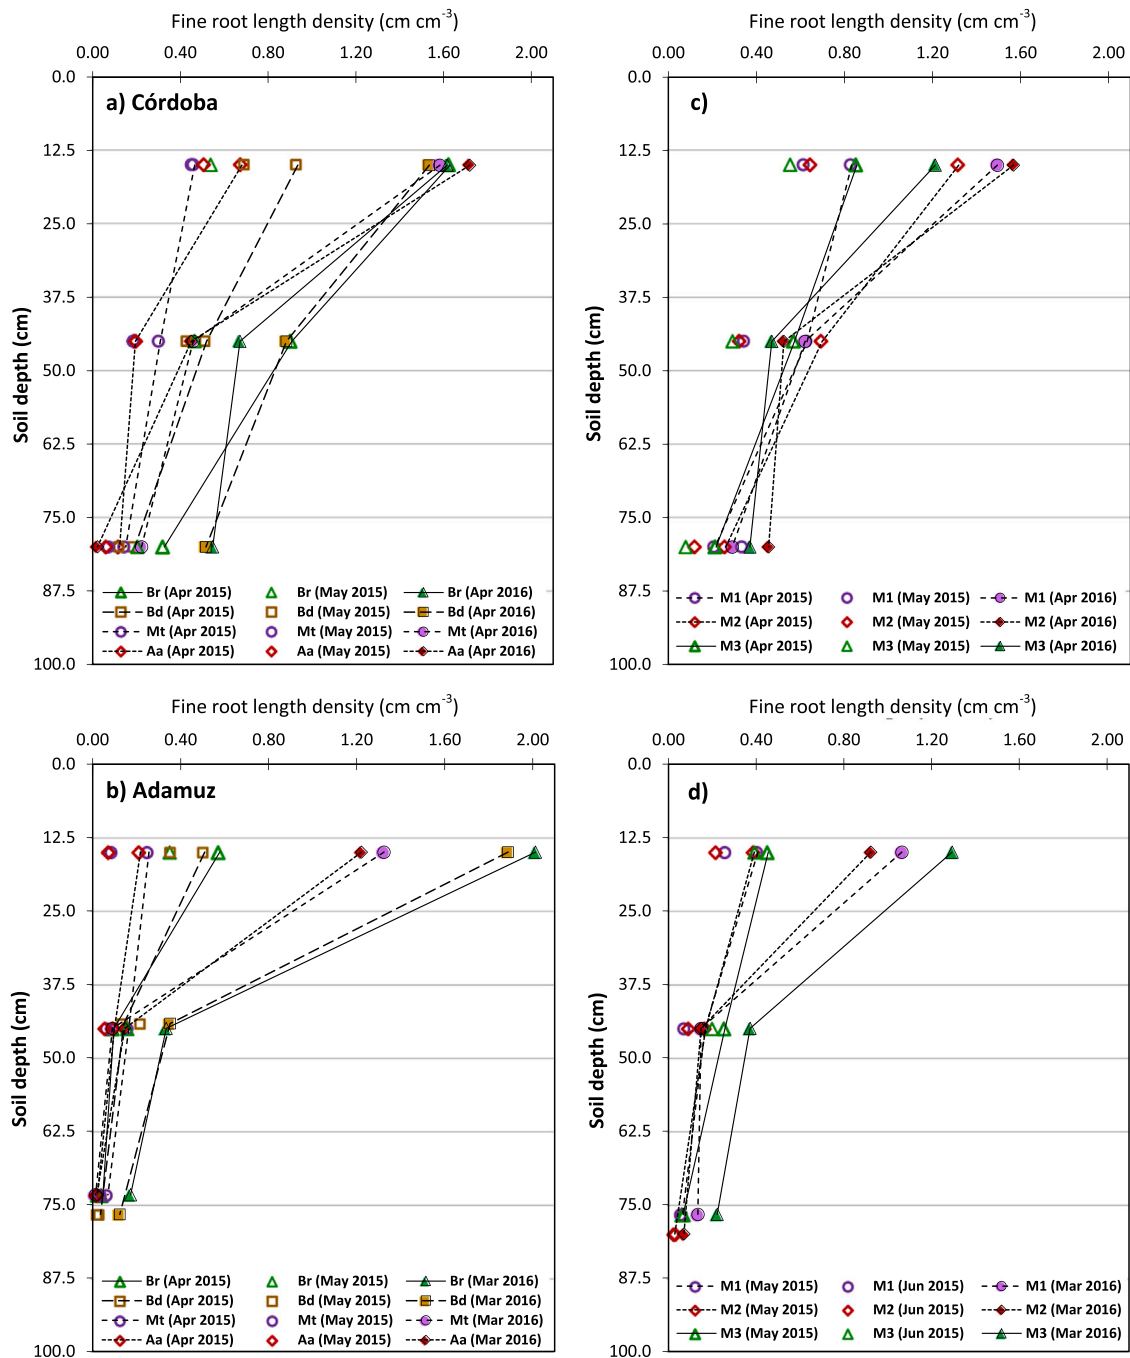 Fine root length density (cm cm-3)
0.00 0.40 0.80 1.20 1.60 2.00
0.0
12.5
25.0
37.5
50.0
62.5
75.0
87.5
100.0
Soil depth (cm)
a) Córdoba
Br (Apr 2015) Br (May 2015) Br (Apr 2016)
Bd (Apr 2015) Bd (May 2015) Bd (Apr 2016)
Mt (Apr 2015) Mt (May 2015) Mt (Apr 2016)
Aa (Apr 2015) Aa (May 2015) Aa (Apr 2016)
Fine root length density (cm cm-3)
0.00 0.40 0.80 1.20 1.60 2.00
0.0
12.5
25.0
37.5
50.0
62.5
75.0
87.5
100.0
Soil depth (cm)
c)
M1 (Apr 2015) M1 (May 2015) M1 (Apr 2016)
M2 (Apr 2015) M2 (May 2015) M2 (Apr 2016)
M3 (Apr 2015) M3 (May 2015) M3 (Apr 2016)
Fine root length density (cm cm-3)
0.00 0.40 0.80 1.20 1.60 2.00
0.0
12.5
25.0
37.5
50.0
62.5
75.0
87.5
100.0
Soil depth (cm)
b) Adamuz
Br (Apr 2015) Br (May 2015) Br (Mar 2016)
Bd (Apr 2015) Bd (May 2015) Bd (Mar 2016)
Mt (Apr 2015) Mt (May 2015) Mt (Mar 2016)
Aa (Apr 2015) Aa (May 2015) Aa (Mar 2016)
Fine root length density (cm cm-3)
0.00 0.40 0.80 1.20 1.60 2.00
0.0
12.5
25.0
37.5
50.0
62.5
75.0
87.5
100.0
Soil depth (cm)
d)
M1 (May 2015) M1 (Jun 2015) M1 (Mar 2016)
M2 (May 2015) M2 (Jun 2015) M2 (Mar 2016)
M3 (May 2015) M3 (Jun 2015) M3 (Mar 2016)